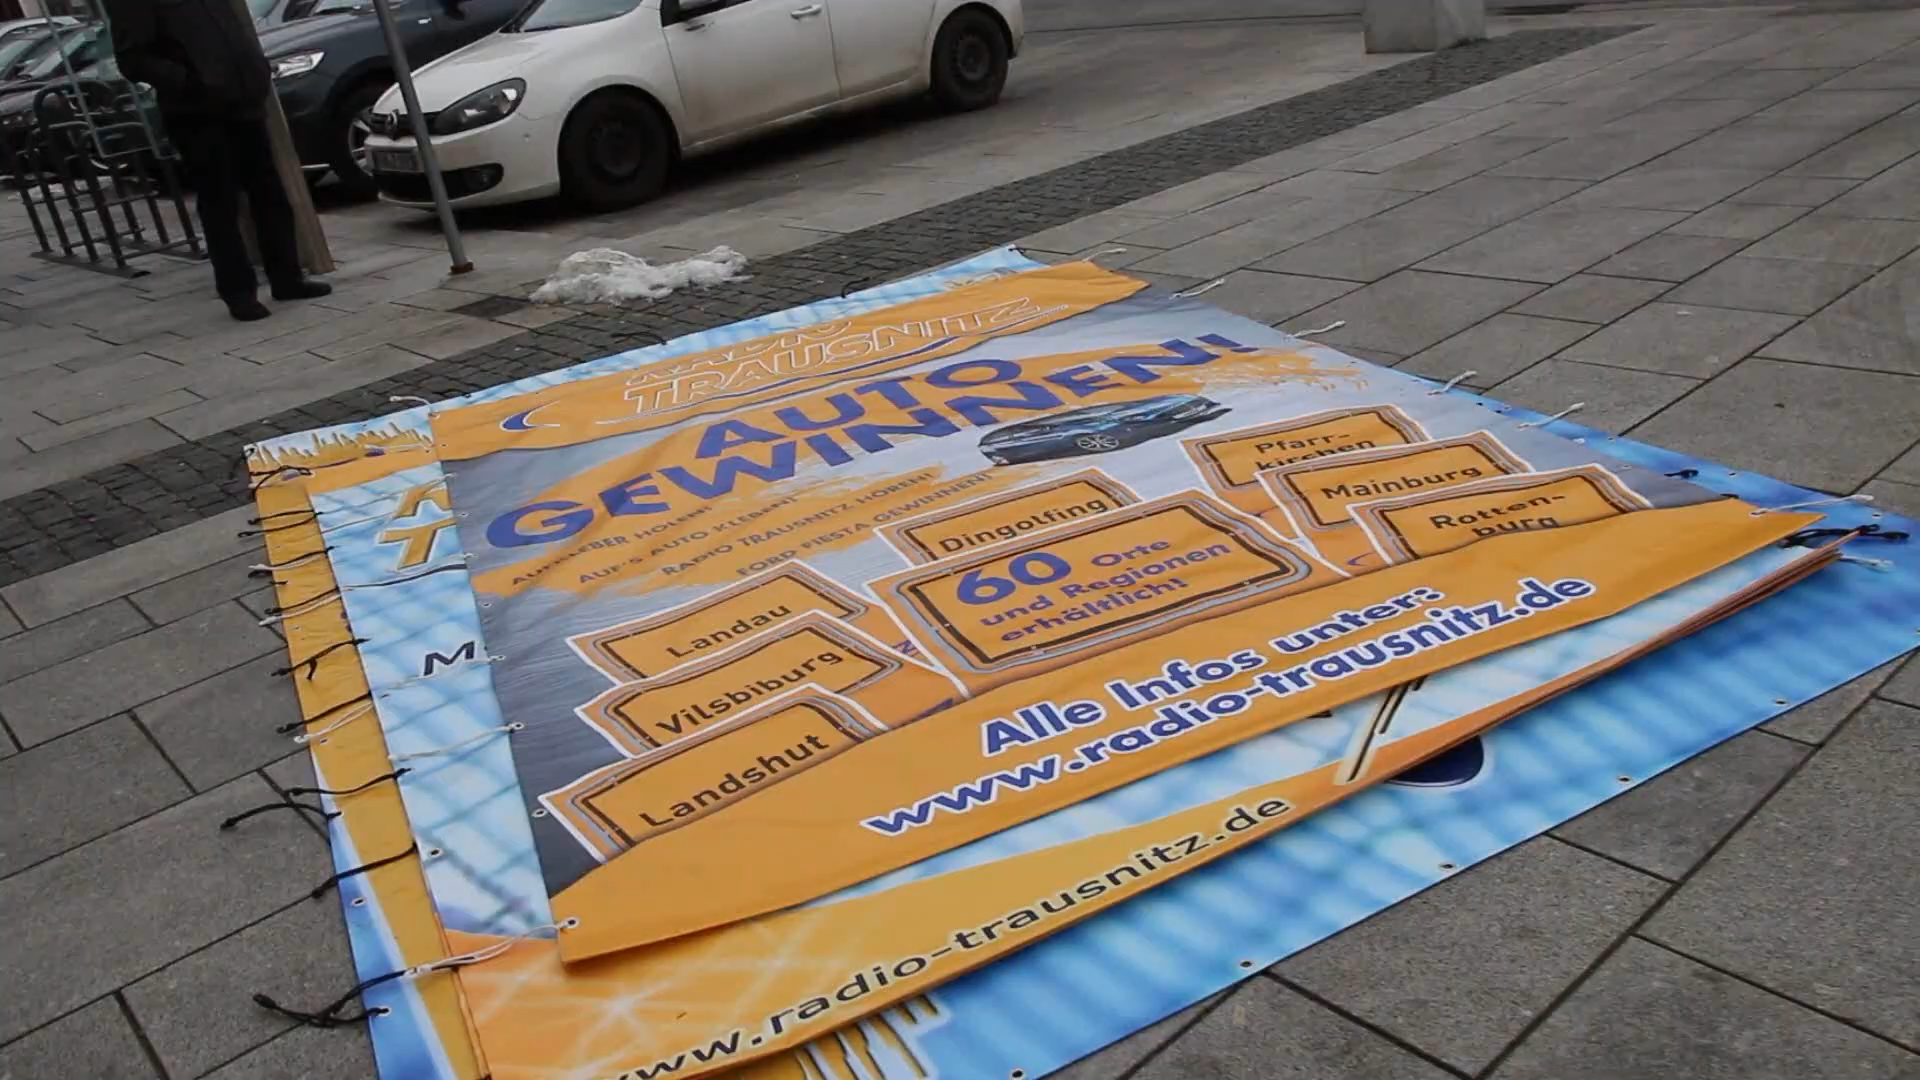 RADIO
TRAUSNITZ
AUTO
GEWINNEN!
AUFKLEBER HOLEN!
AUF'S AUTO KLEBEN!
RADIO TRAUSNITZ HÖREN!
FORD FIESTA GEWINNEN!
Pfarr-
kirchen
Mainburg
Rotten-
burg
Dingolfing
60 Orte
und Regionen
erhältlich!
Landau
Vilsbiburg
Landshut
Alle Infos unter:
www.radio-trausnitz.de
M
www.radio-trausnitz.de